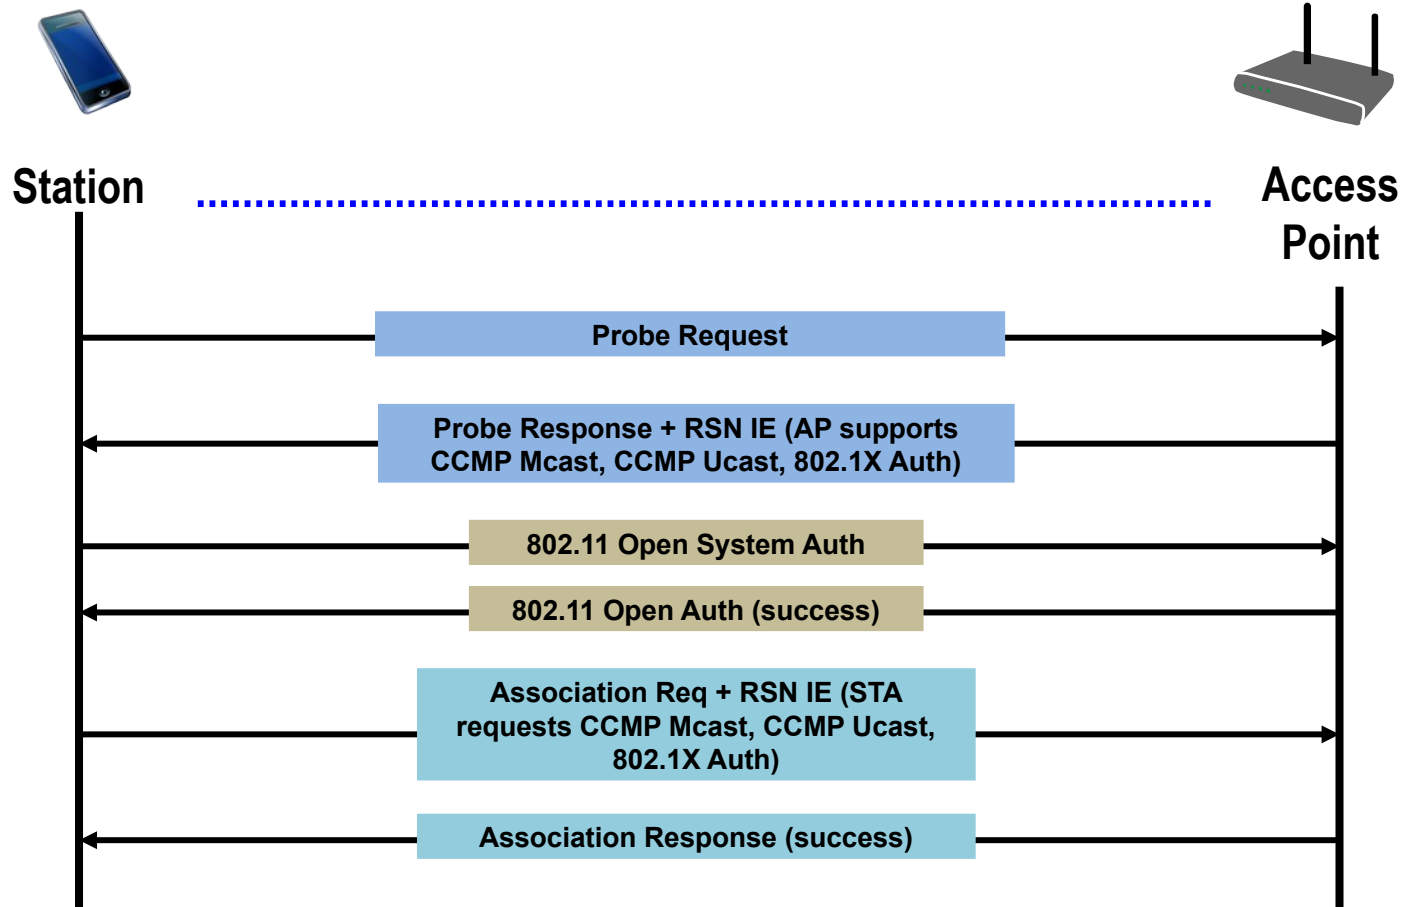 Station
Access
Point
Probe Request
Probe Response + RSN IE (AP supports
CCMP Mcast, CCMP Ucast, 802.1X Auth)
802.11 Open System Auth
802.11 Open Auth (success)
Association Req + RSN IE (STA
requests CCMP Mcast, CCMP Ucast,
802.1X Auth)
Association Response (success)